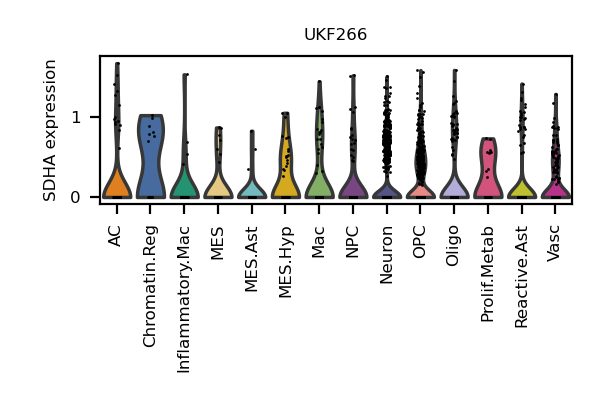 UKF266
SDHA expression
1
0
AC
Chromatin.Reg
Inflammatory.Mac
MES
MES.Ast
MES.Hyp
Mac
NPC
Neuron
OPC
Oligo
Prolif.Metab
Reactive.Ast
Vasc